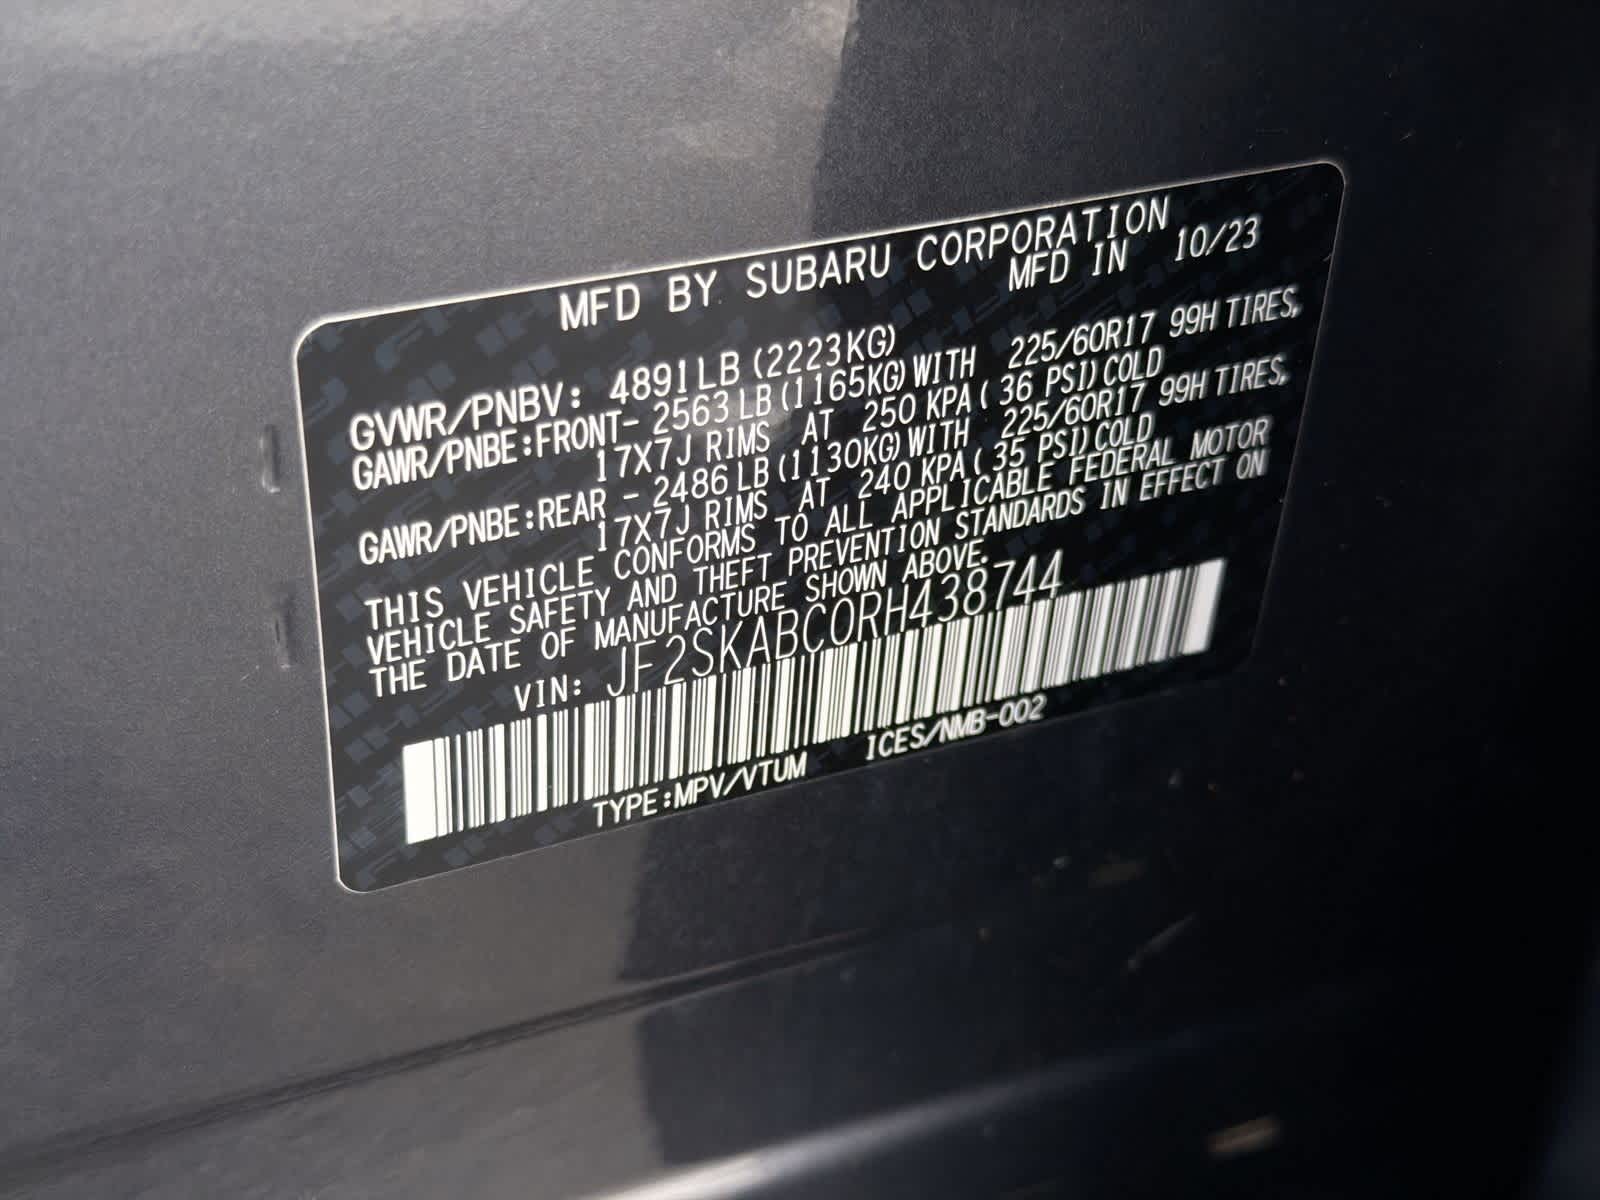 MFD BY SUBARU CORPORATION
MFD IN 10/23
GVWR/PNBV: 4891LB (2223KG)
GAWR/PNBE:FRONT- 2563LB(1165KG)WITH 225/60R17 99H TIRES,
17X7J RIMS AT 250 KPA( 36 PSI)COLD
GAWR/PNBE:REAR - 2486LB(1130KG)WITH 225/60R17 99H TIRES,
17X7J RIMS AT 240 KPA( 35 PSI)COLD
THIS VEHICLE CONFORMS TO ALL APPLICABLE FEDERAL MOTOR
VEHICLE SAFETY AND THEFT PREVENTION STANDARDS IN EFFECT ON
THE DATE OF MANUFACTURE SHOWN ABOVE.
VIN: JF2SKABC0RH438744
TYPE:MPV/VTUM ICES/NMB-002